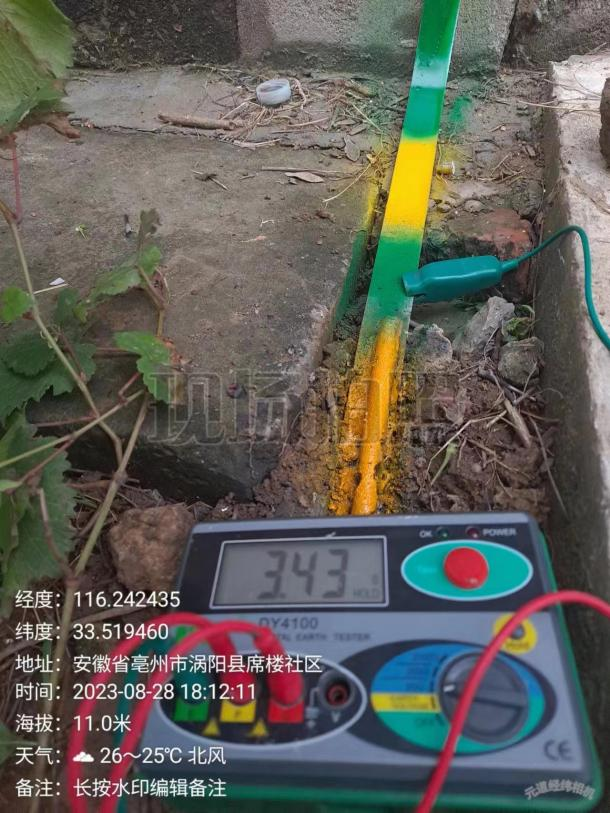 现场拍照
OK
POWER
3.43
Ω
HOLD
DY4100
DIGITAL EARTH TESTER
E
P
V
CE
经度：116.242435
纬度：33.519460
地址：安徽省亳州市涡阳县席楼社区
时间：2023-08-28 18:12:11
海拔：11.0米
天气：☁ 26～25℃ 北风
备注：长按水印编辑备注
元道经纬相机